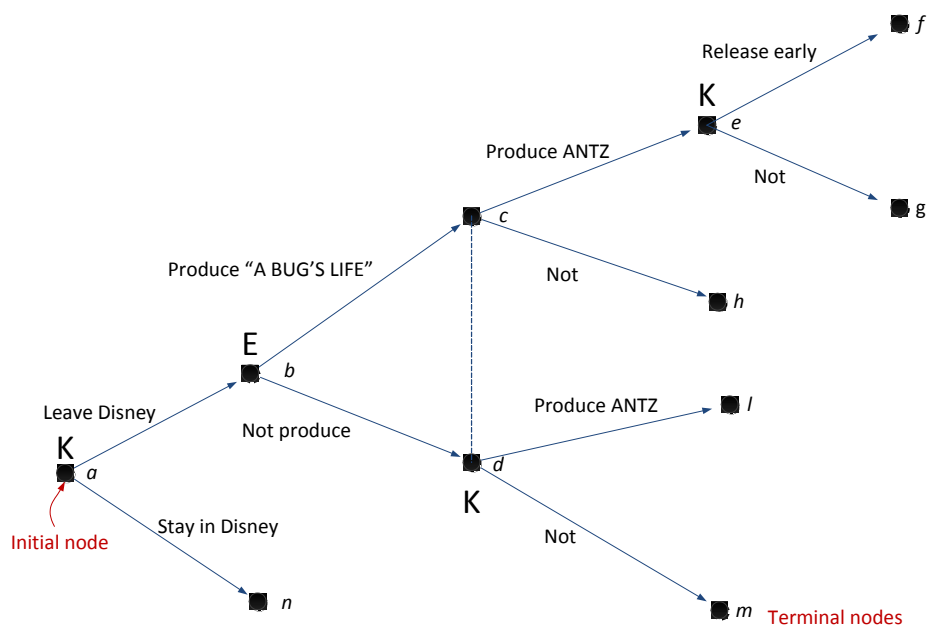 f
Release early
K
e
Produce ANTZ
Not
g
c
Produce “A BUG’S LIFE”
Not
h
E
b
Leave Disney
Not produce
Produce ANTZ
l
K
a
d
K
Stay in Disney
Not
Initial node
n
m
Terminal nodes